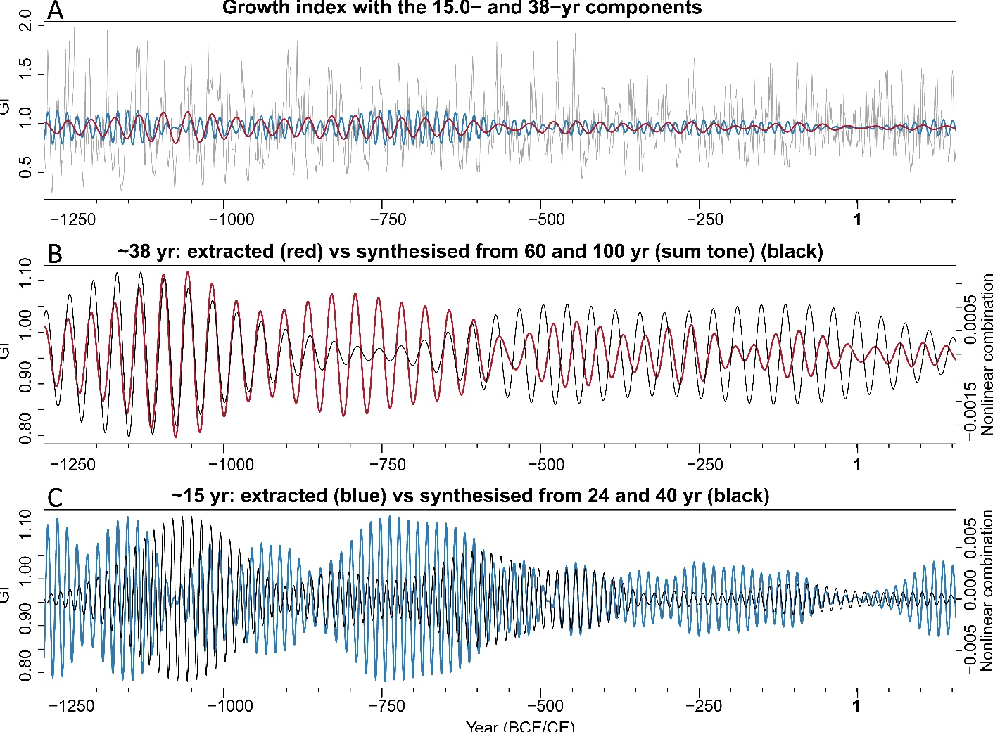 A Growth index with the 15.0− and 38−yr components
2.0
1.5
1.0
0.5
GI
−1250 −1000 −750 −500 −250 1
B ~38 yr: extracted (red) vs synthesised from 60 and 100 yr (sum tone) (black)
1.10
1.00
0.90
0.80
GI
0.0005
−0.0015
Nonlinear combination
−1250 −1000 −750 −500 −250 1
C ~15 yr: extracted (blue) vs synthesised from 24 and 40 yr (black)
1.10
1.00
0.90
0.80
GI
0.005
0.000
−0.005
Nonlinear combination
−1250 −1000 −750 −500 −250 1
Year (BCE/CE)